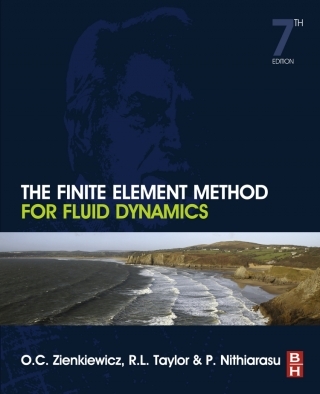 7TH
EDITION
THE FINITE ELEMENT METHOD
FOR FLUID DYNAMICS
O.C. Zienkiewicz, R.L. Taylor & P. Nithiarasu
B
H